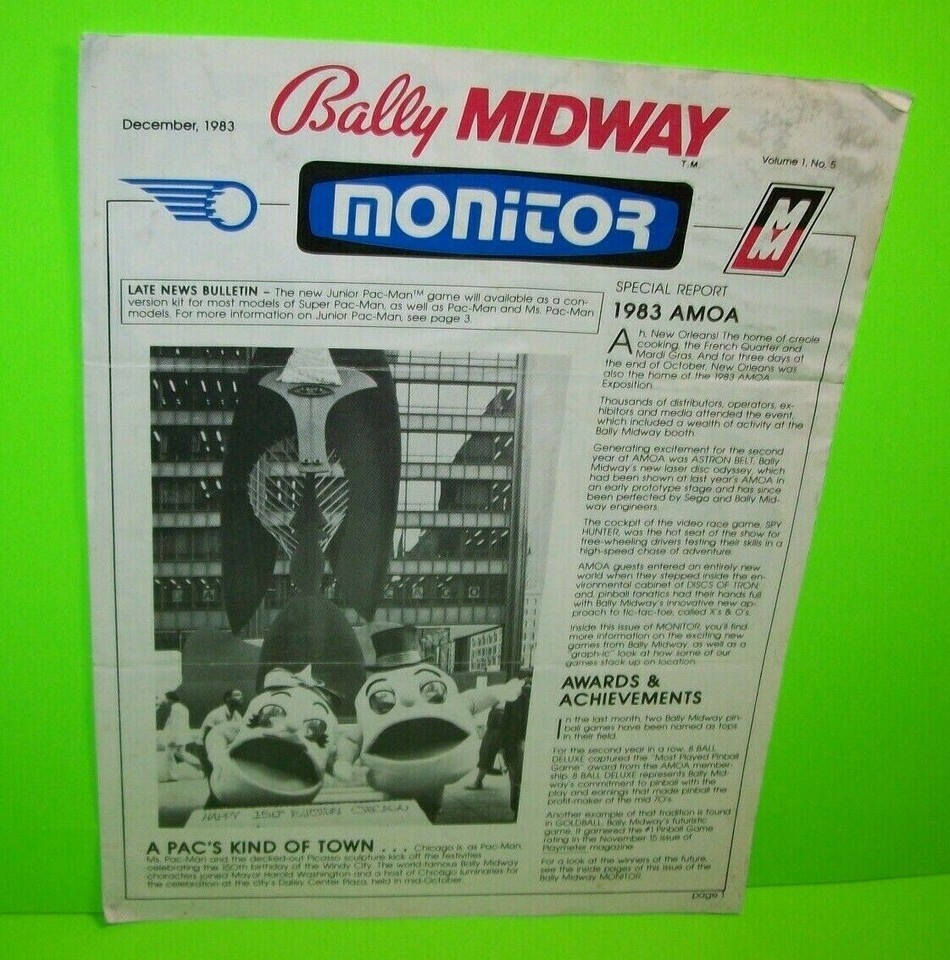 Bally MIDWAY
T.M.
December, 1983
Volume 1, No. 5
MONITOR
MM
LATE NEWS BULLETIN – The new Junior Pac-Man™ game will available as a con-
version kit for most models of Super Pac-Man, as well as Pac-Man and Ms. Pac-Man
models. For more information on Junior Pac-Man, see page 3.
HAPPY 150th BIRTHDAY CHICAGO
A PAC'S KIND OF TOWN . . . Chicago is, as Pac-Man,
Ms. Pac-Man and the decked-out Picasso sculpture kick off the festivities
celebrating the 150th birthday of the Windy City. The world-famous Bally Midway
characters joined Mayor Harold Washington and a host of Chicago luminaries for
the celebration at the city's Daley Center Plaza, held in mid-October.
SPECIAL REPORT
1983 AMOA
Ah, New Orleans! The home of creole
cooking, the French Quarter and
Mardi Gras. And for three days at
the end of October, New Orleans was
also the home of the 1983 AMOA
Exposition.
Thousands of distributors, operators, ex-
hibitors and media attended the event,
which included a wealth of activity at the
Bally Midway booth.
Generating excitement for the second
year at AMOA was ASTRON BELT, Bally
Midway's new laser disc odyssey, which
had been shown at last year's AMOA in
an early prototype stage and has since
been perfected by Sega and Bally Mid-
way engineers.
The cockpit of the video race game, SPY
HUNTER, was the hot seat of the show for
free-wheeling drivers testing their skills in a
high-speed chase of adventure.
AMOA guests entered an entirely new
world when they stepped inside the en-
vironmental cabinet of DISCS OF TRON;
and, pinball fanatics had their hands full
with Bally Midway's innovative new ap-
proach to tic-tac-toe, called X's & O's.
Inside this issue of MONITOR, you'll find
more information on the exciting new
games from Bally Midway, as well as a
"graph-ic" look at how some of our
games stack up on location.
AWARDS &
ACHIEVEMENTS
In the last month, two Bally Midway pin-
ball games have been named as tops
in their field.
For the second year in a row, 8 BALL
DELUXE captured the "Most Played Pinball
Game" award from the AMOA member-
ship. 8 BALL DELUXE represents Bally Mid-
way's commitment to pinball with the
play and earnings that made pinball the
profit-maker of the mid 70's.
Another example of that tradition is found
in GOLDBALL, Bally Midway's futuristic
game. It garnered the #1 Pinball Game
rating in the November 15 issue of
Playmeter magazine.
For a look at the winners of the future,
see the inside pages of this issue of the
Bally Midway MONITOR.
page 1